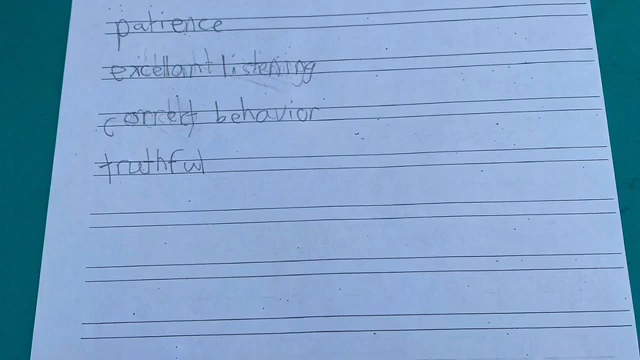 patience
excellant listening
correct behavior
truthful